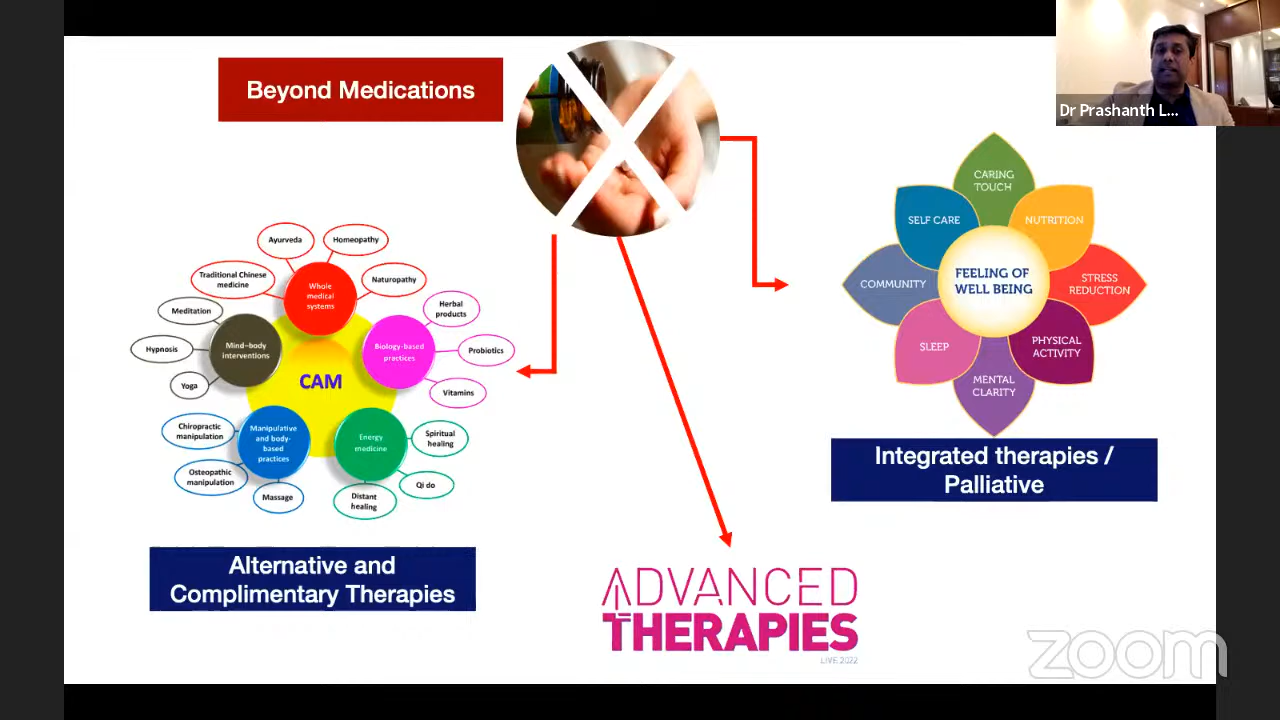 Beyond Medications
Dr Prashanth L...
CARING
TOUCH
SELF CARE
NUTRITION
COMMUNITY
FEELING OF
WELL BEING
STRESS
REDUCTION
SLEEP
PHYSICAL
ACTIVITY
MENTAL
CLARITY
Integrated therapies /
Palliative
Ayurveda
Homeopathy
Traditional Chinese
medicine
Whole
medical
systems
Naturopathy
Meditation
Herbal
products
Hypnosis
Mind-body
interventions
Biology-based
practices
Probiotics
Yoga
CAM
Vitamins
Chiropractic
manipulation
Manipulative
and body-
based
practices
Energy
medicine
Spiritual
healing
Osteopathic
manipulation
Massage
Distant
healing
Qi do
Alternative and
Complimentary Therapies
ADVANCED
THERAPIES
LIVE 2022
zoom